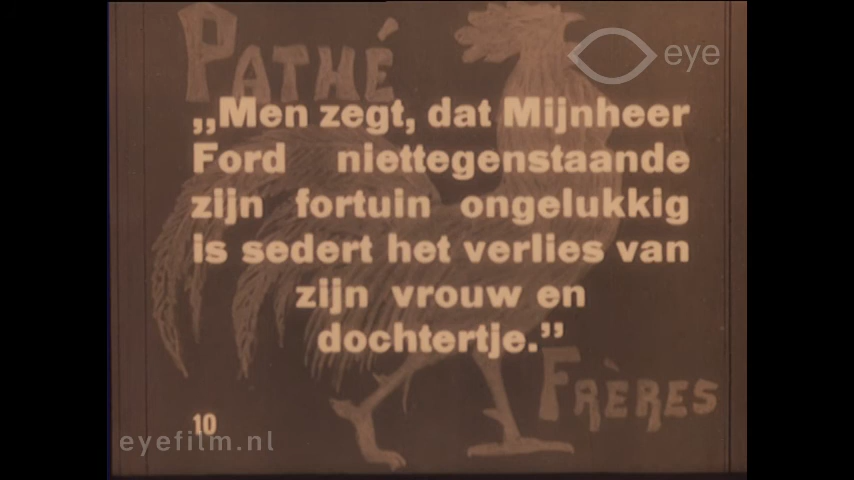 PATHÉ
eye
„Men zegt, dat Mijnheer
Ford niettegenstaande
zijn fortuin ongelukkig
is sedert het verlies van
zijn vrouw en
dochtertje.”
FRÈRES
10
eyefilm.nl